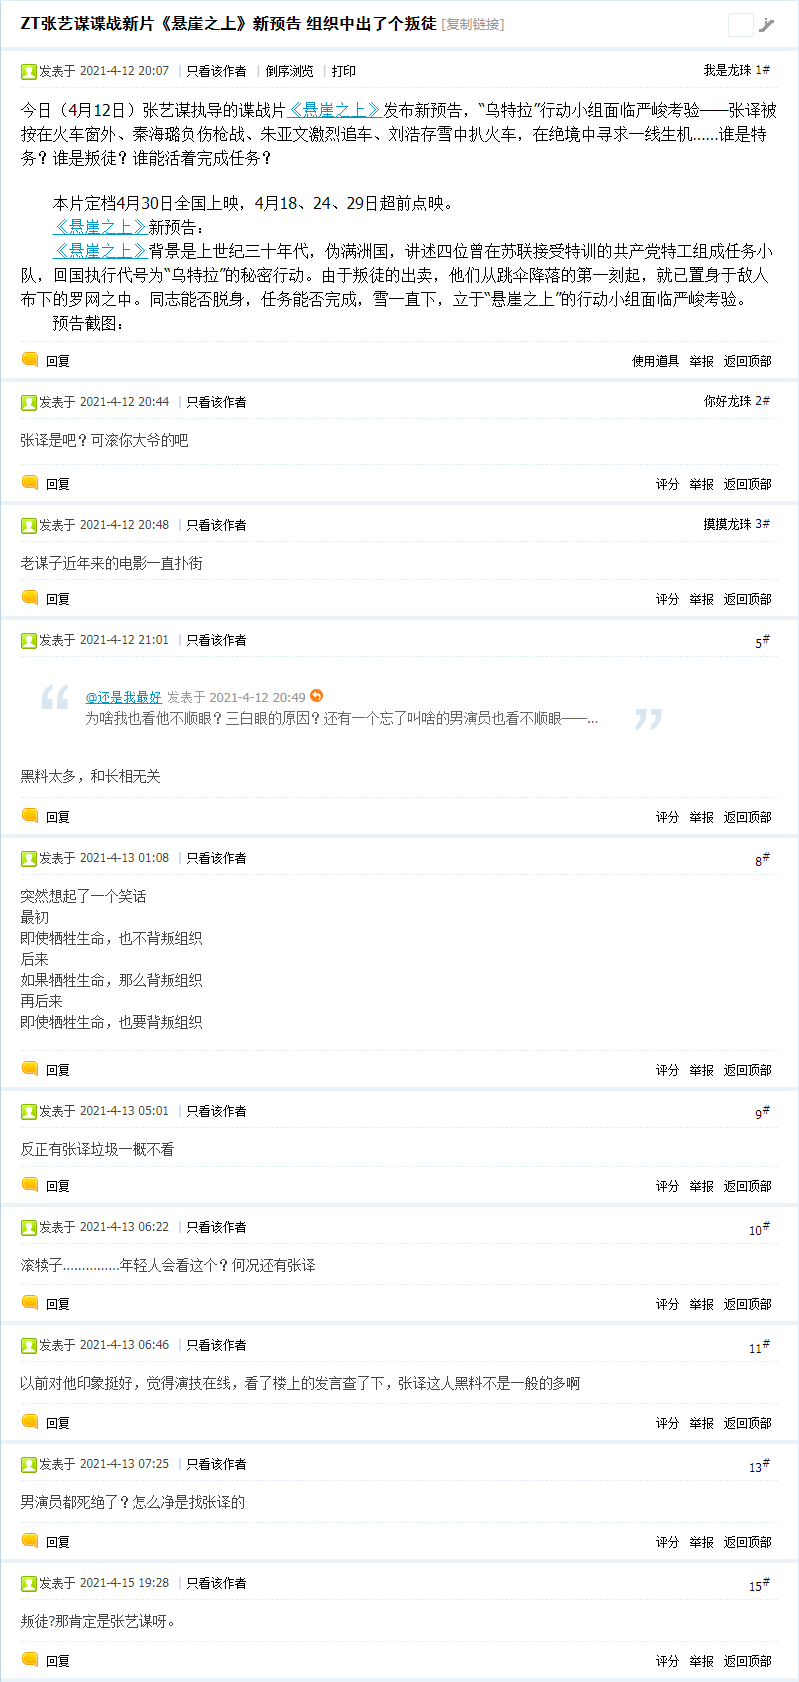 ZT张艺谋谍战新片《悬崖之上》新预告 组织中出了个叛徒 [复制链接]
发表于 2021-4-12 20:07 |只看该作者 |倒序浏览 |打印 我是龙珠 1#
今日（4月12日）张艺谋执导的谍战片《悬崖之上》发布新预告，“乌特拉”行动小组面临严峻考验——张译被
按在火车窗外、秦海璐负伤枪战、朱亚文激烈追车、刘浩存雪中扒火车，在绝境中寻求一线生机……谁是特
务？谁是叛徒？谁能活着完成任务？
本片定档4月30日全国上映，4月18、24、29日超前点映。
《悬崖之上》新预告：
《悬崖之上》背景是上世纪三十年代，伪满洲国，讲述四位曾在苏联接受特训的共产党特工组成任务小
队，回国执行代号为“乌特拉”的秘密行动。由于叛徒的出卖，他们从跳伞降落的第一刻起，就已置身于敌人
布下的罗网之中。同志能否脱身，任务能否完成，雪一直下，立于“悬崖之上”的行动小组面临严峻考验。
预告截图：
回复 使用道具 举报 返回顶部
发表于 2021-4-12 20:44 |只看该作者 你好龙珠 2#
张译是吧？可滚你大爷的吧
回复 评分 举报 返回顶部
发表于 2021-4-12 20:48 |只看该作者 摸摸龙珠 3#
老谋子近年来的电影一直扑街
回复 评分 举报 返回顶部
发表于 2021-4-12 21:01 |只看该作者 5#
@还是我最好 发表于 2021-4-12 20:49
为啥我也看他不顺眼？三白眼的原因？还有一个忘了叫啥的男演员也看不顺眼——...
黑料太多，和长相无关
回复 评分 举报 返回顶部
发表于 2021-4-13 01:08 |只看该作者 8#
突然想起了一个笑话
最初
即使牺牲生命，也不背叛组织
后来
如果牺牲生命，那么背叛组织
再后来
即使牺牲生命，也要背叛组织
回复 评分 举报 返回顶部
发表于 2021-4-13 05:01 |只看该作者 9#
反正有张译垃圾一概不看
回复 评分 举报 返回顶部
发表于 2021-4-13 06:22 |只看该作者 10#
滚犊子...............年轻人会看这个？何况还有张译
回复 评分 举报 返回顶部
发表于 2021-4-13 06:46 |只看该作者 11#
以前对他印象挺好，觉得演技在线，看了楼上的发言查了下，张译这人黑料不是一般的多啊
回复 评分 举报 返回顶部
发表于 2021-4-13 07:25 |只看该作者 13#
男演员都死绝了？怎么净是找张译的
回复 评分 举报 返回顶部
发表于 2021-4-15 19:28 |只看该作者 15#
叛徒?那肯定是张艺谋呀。
回复 评分 举报 返回顶部